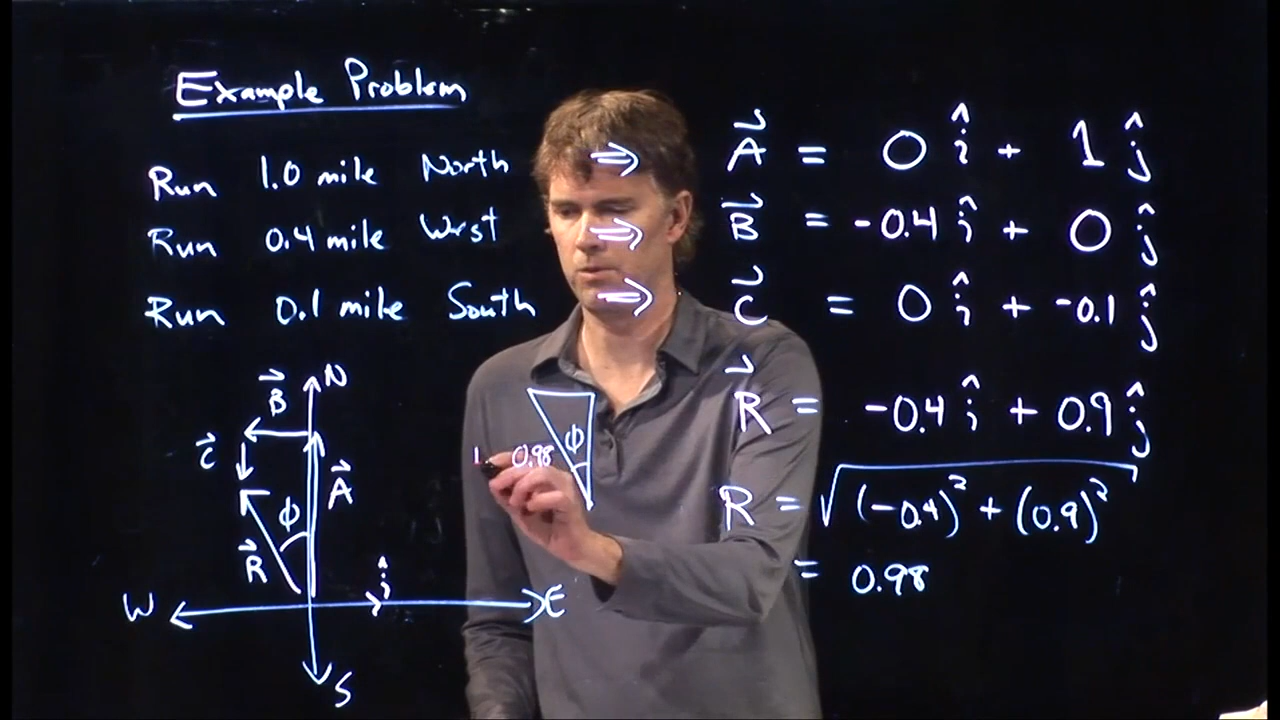 Example Problem
Run 1.0 mile North ⇒ A⃗ = 0 î + 1 ĵ
Run 0.4 mile West ⇒ B⃗ = -0.4 î + 0 ĵ
Run 0.1 mile South ⇒ C⃗ = 0 î + -0.1 ĵ
R⃗ = -0.4 î + 0.9 ĵ
R = √((-0.4)² + (0.9)²)
= 0.98
N
B⃗
C⃗
A⃗
ϕ
R⃗
W
E
S
ϕ
0.98